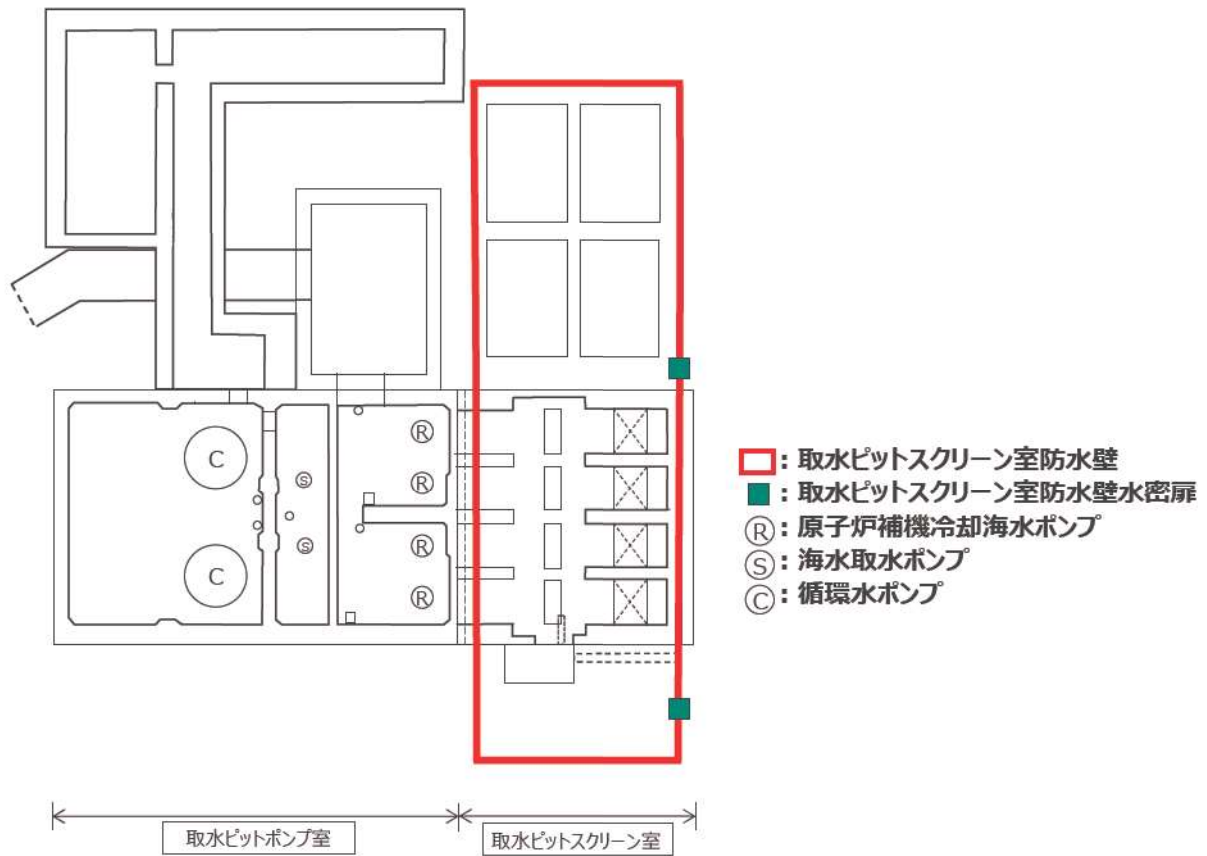 R
C
R
S
S
R
C
R
：取水ピットスクリーン室防水壁
：取水ピットスクリーン室防水壁水密扉
Ⓡ：原子炉補機冷却海水ポンプ
Ⓢ：海水取水ポンプ
Ⓒ：循環水ポンプ
取水ピットポンプ室
取水ピットスクリーン室